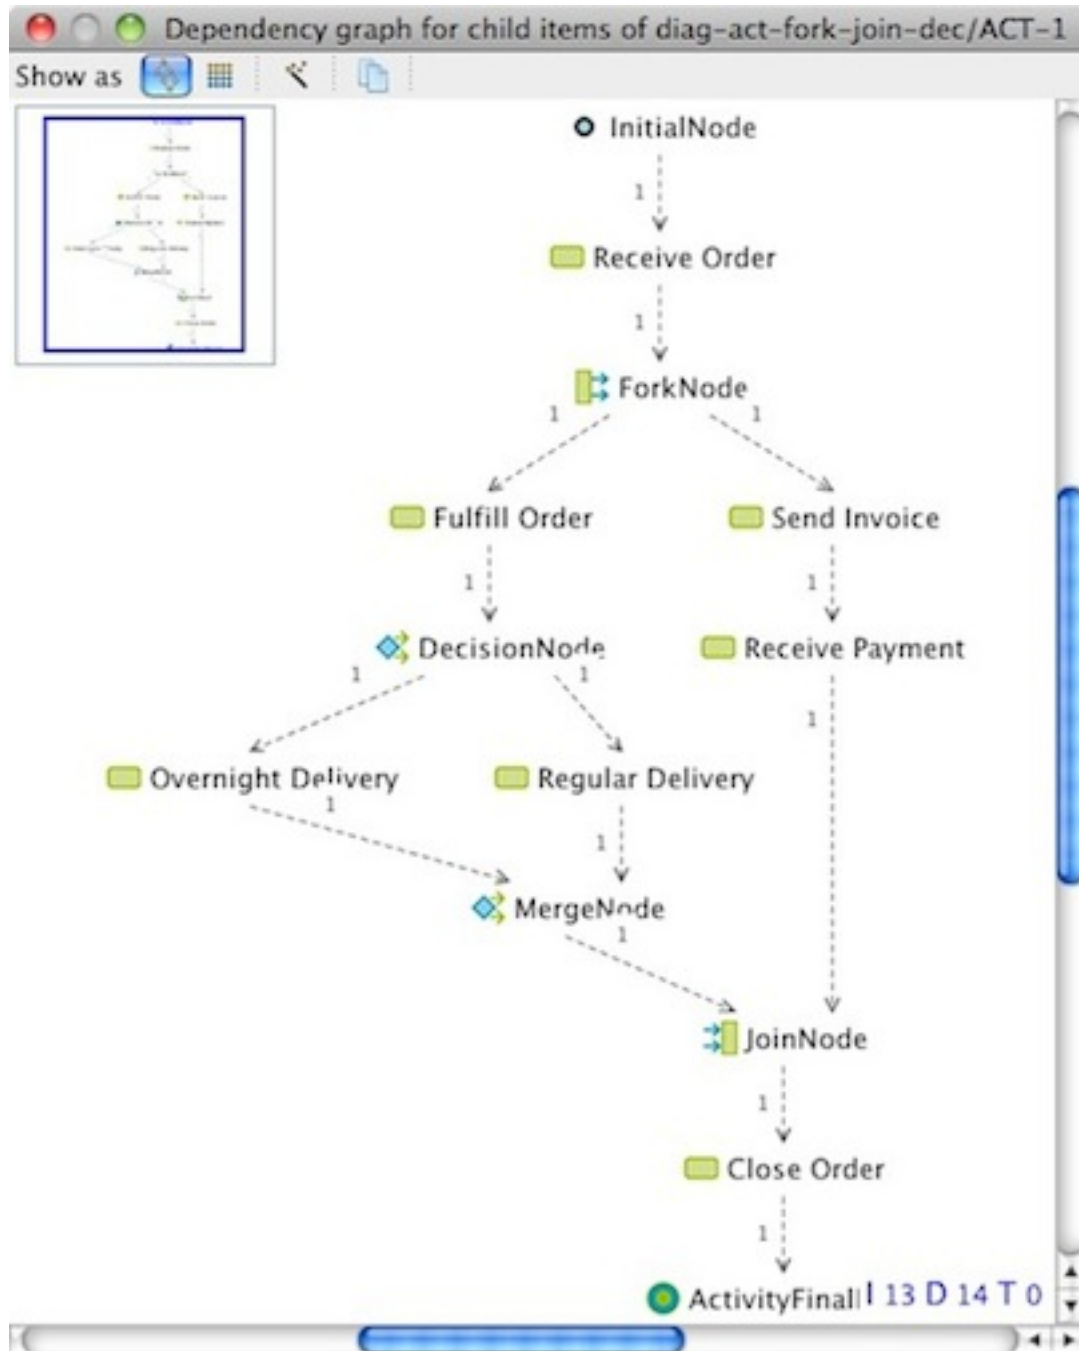 Dependency graph for child items of diag-act-fork-join-dec/ACT-1
Show as
InitialNode
1
Receive Order
1
ForkNode
1 1
Fulfill Order Send Invoice
1 1
DecisionNode Receive Payment
1 1
1
Overnight Delivery Regular Delivery
1
1
MergeNode
1
JoinNode
1
Close Order
1
ActivityFinal I 13 D 14 T 0